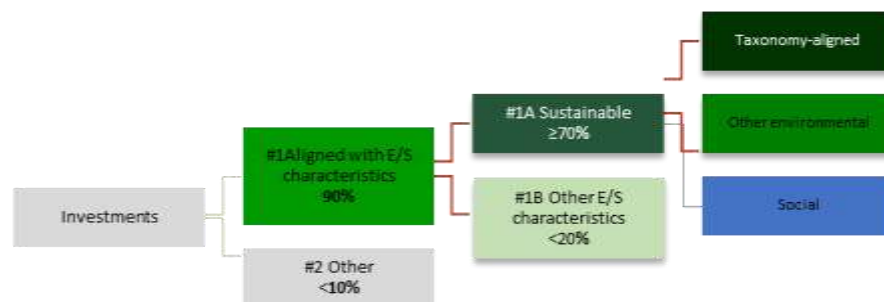 Investments
#1Aligned with E/S
characteristics
90%
#2 Other
<10%
#1A Sustainable
≥70%
#1B Other E/S
characteristics
<20%
Taxonomy-aligned
Other environmental
Social